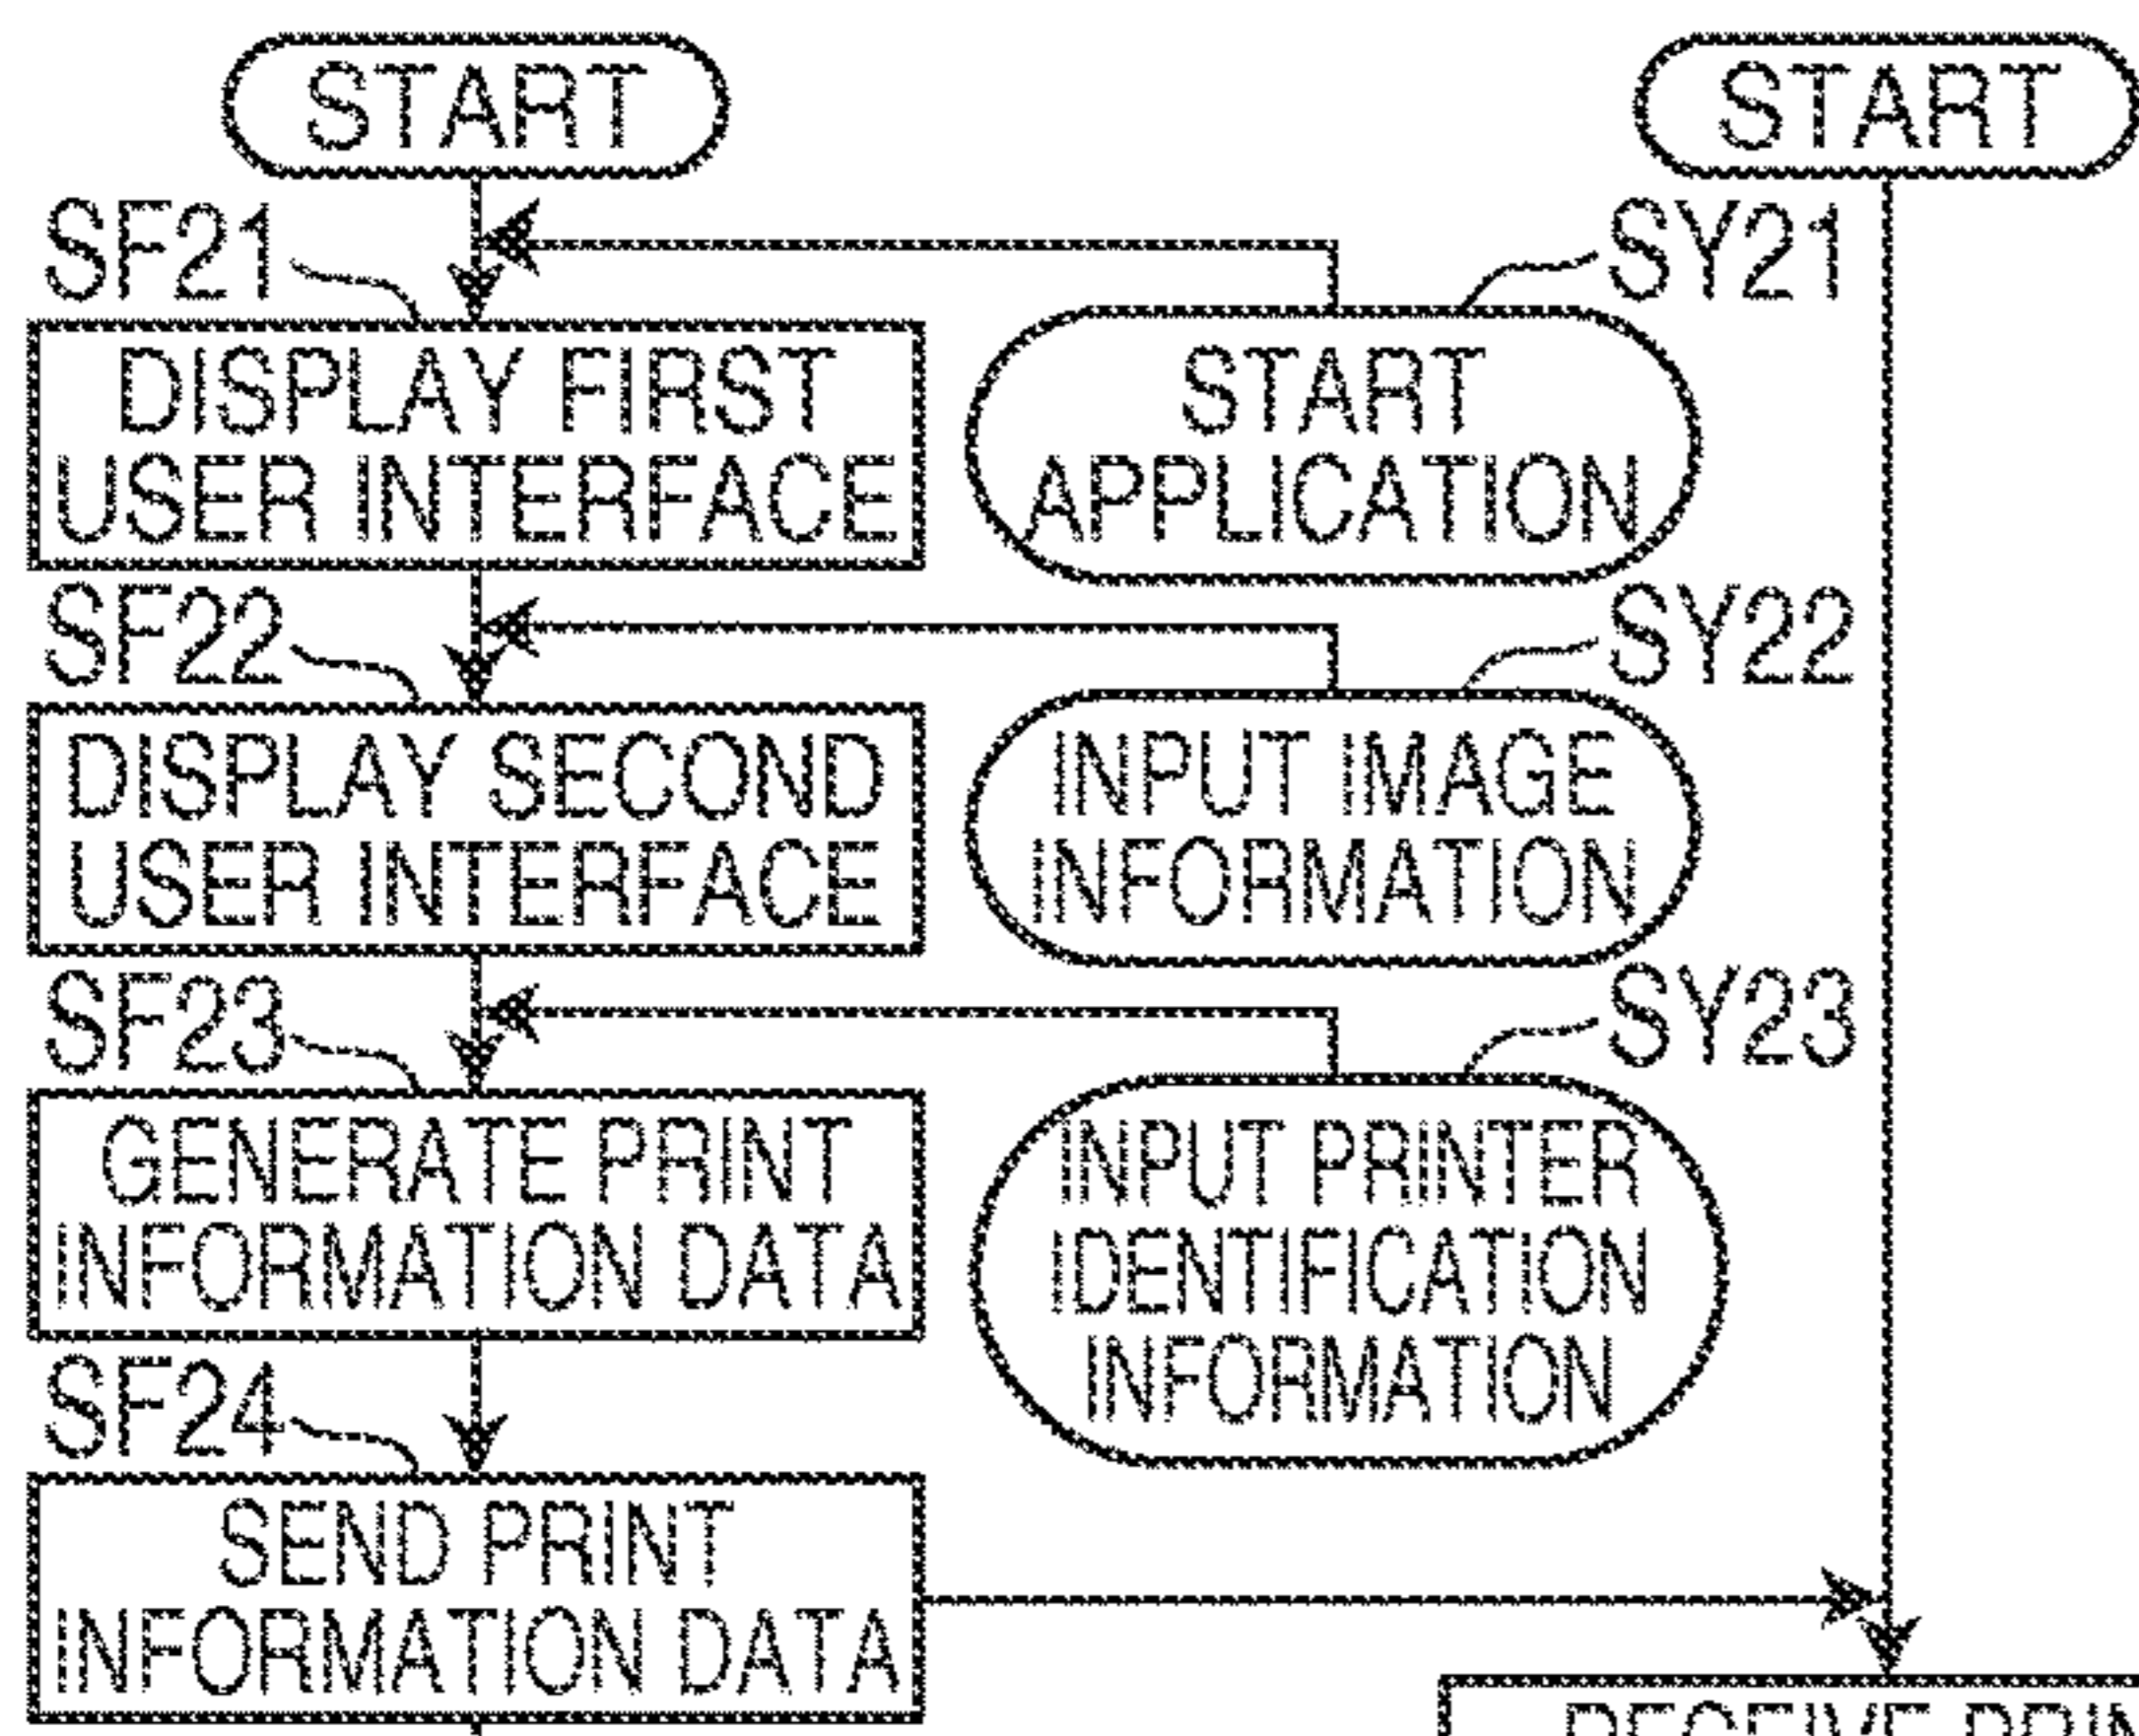 START
START
SF21
SY21
DISPLAY FIRST
USER INTERFACE
START
APPLICATION
SF22
SY22
DISPLAY SECOND
USER INTERFACE
INPUT IMAGE
INFORMATION
SF23
SY23
GENERATE PRINT
INFORMATION DATA
INPUT PRINTER
IDENTIFICATION
INFORMATION
SF24
SEND PRINT
INFORMATION DATA